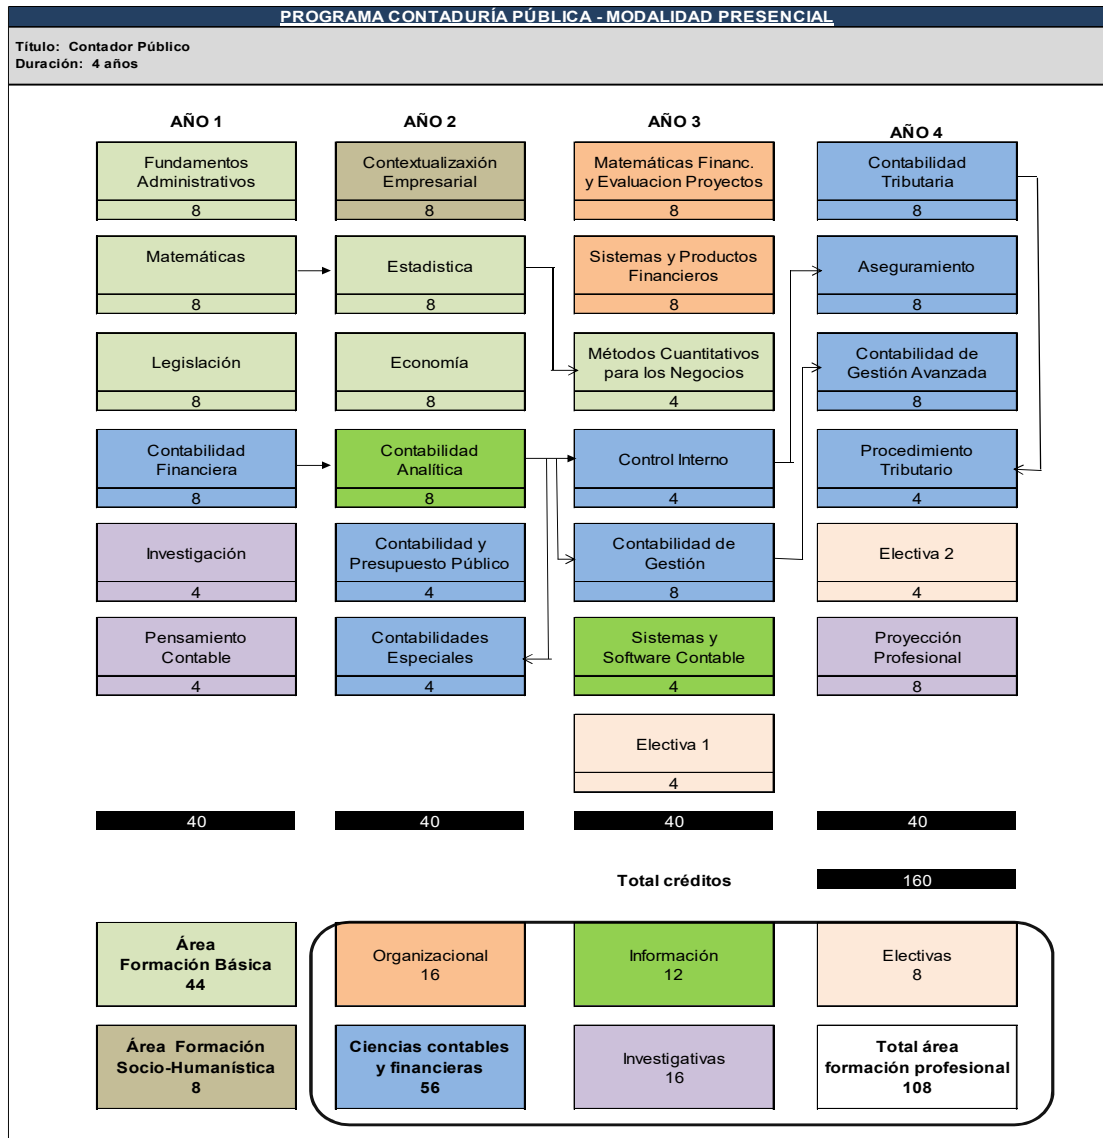 PROGRAMA CONTADURÍA PÚBLICA - MODALIDAD PRESENCIAL
Título: Contador Público
Duración: 4 años
AÑO 1
AÑO 2
AÑO 3
AÑO 4
Fundamentos
Administrativos
8
Contextualizaxión
Empresarial
8
Matemáticas Financ.
y Evaluacion Proyectos
8
Contabilidad
Tributaria
8
Matemáticas
8
Estadistica
8
Sistemas y Productos
Financieros
8
Aseguramiento
8
Legislación
8
Economía
8
Métodos Cuantitativos
para los Negocios
4
Contabilidad de
Gestión Avanzada
8
Contabilidad
Financiera
8
Contabilidad
Analítica
8
Control Interno
4
Procedimiento
Tributario
4
Investigación
4
Contabilidad y
Presupuesto Público
4
Contabilidad de
Gestión
8
Electiva 2
4
Pensamiento
Contable
4
Contabilidades
Especiales
4
Sistemas y
Software Contable
4
Proyección
Profesional
8
Electiva 1
4
40
40
40
40
Total créditos
160
Área
Formación Básica
44
Organizacional
16
Información
12
Electivas
8
Área Formación
Socio-Humanística
8
Ciencias contables
y financieras
56
Investigativas
16
Total área
formación profesional
108